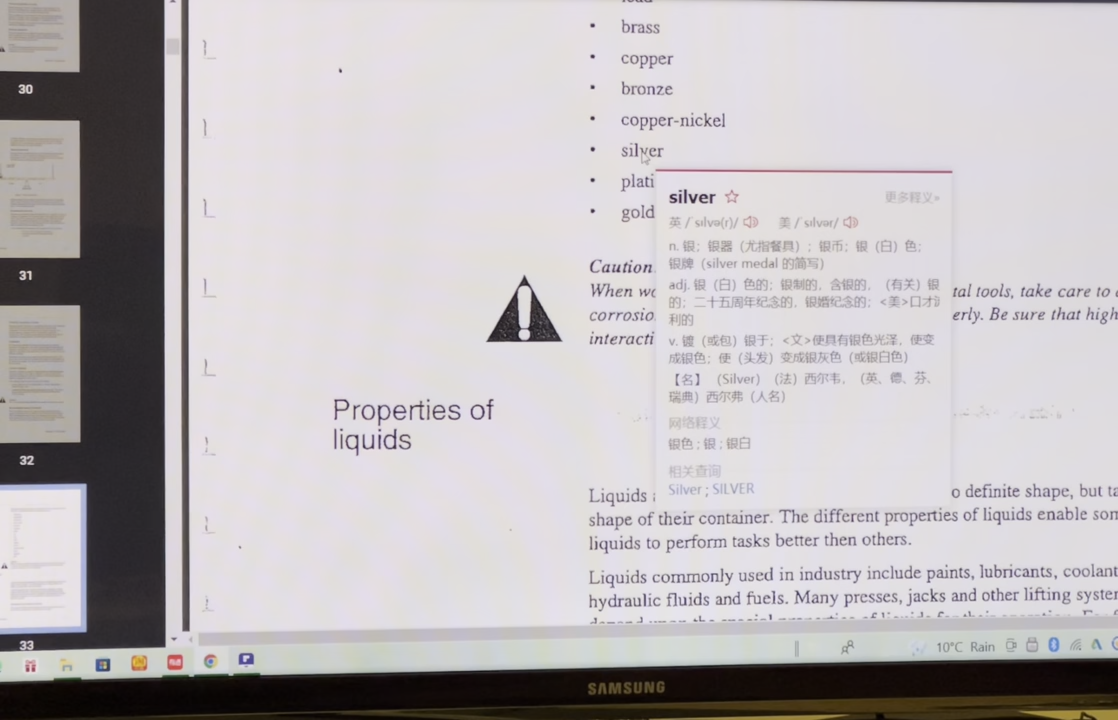 30
31
32
33
lead
• brass
• copper
• bronze
• copper-nickel
• silver
• plati
• gold
silver ☆ 更多释义»
英 /ˈsɪlvə(r)/ 美 /ˈsɪlvər/
n. 银；银器（尤指餐具）；银币；银（白）色；
银牌（silver medal 的简写）
adj. 银（白）色的；银制的，含银的，（有关）银
的；二十五周年纪念的，银婚纪念的；<美>口才
利的
v. 镀（或包）银于；<文>使具有银色光泽，使变
成银色；使（头发）变成银灰色（或银白色）
【名】（Silver）（法）西尔韦，（英、德、芬、
瑞典）西尔弗（人名）
网络释义
银色 ; 银 ; 银白
相关查询
Silver ; SILVER
Caution
When wo tal tools, take care to
corrosio erly. Be sure that high
interacti
Properties of
liquids
Liquids o definite shape, but ta
shape of their container. The different properties of liquids enable som
liquids to perform tasks better then others.
Liquids commonly used in industry include paints, lubricants, coolant
hydraulic fluids and fuels. Many presses, jacks and other lifting system
10°C Rain
SAMSUNG